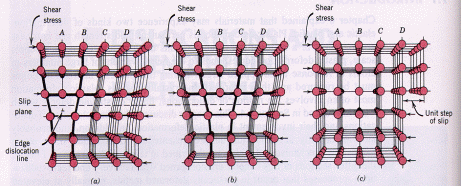 Shear
stress
A B C D
Slip
plane
Edge
dislocation
line
(a)
Shear
stress
A B C D
(b)
Shear
stress
A B C D
Unit step
of slip
(c)